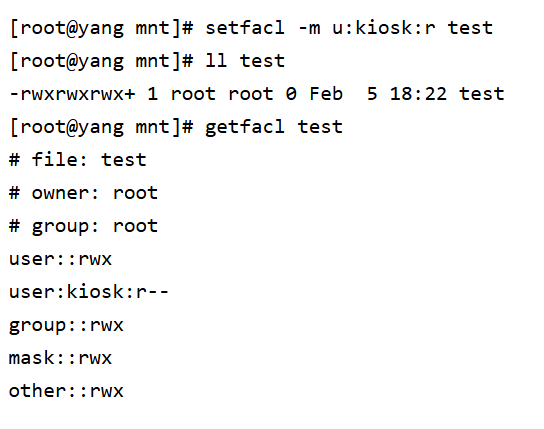 [root@yang mnt]# setfacl -m u:kiosk:r test
[root@yang mnt]# ll test
-rwxrwxrwx+ 1 root root 0 Feb  5 18:22 test
[root@yang mnt]# getfacl test
# file: test
# owner: root
# group: root
user::rwx
user:kiosk:r--
group::rwx
mask::rwx
other::rwx